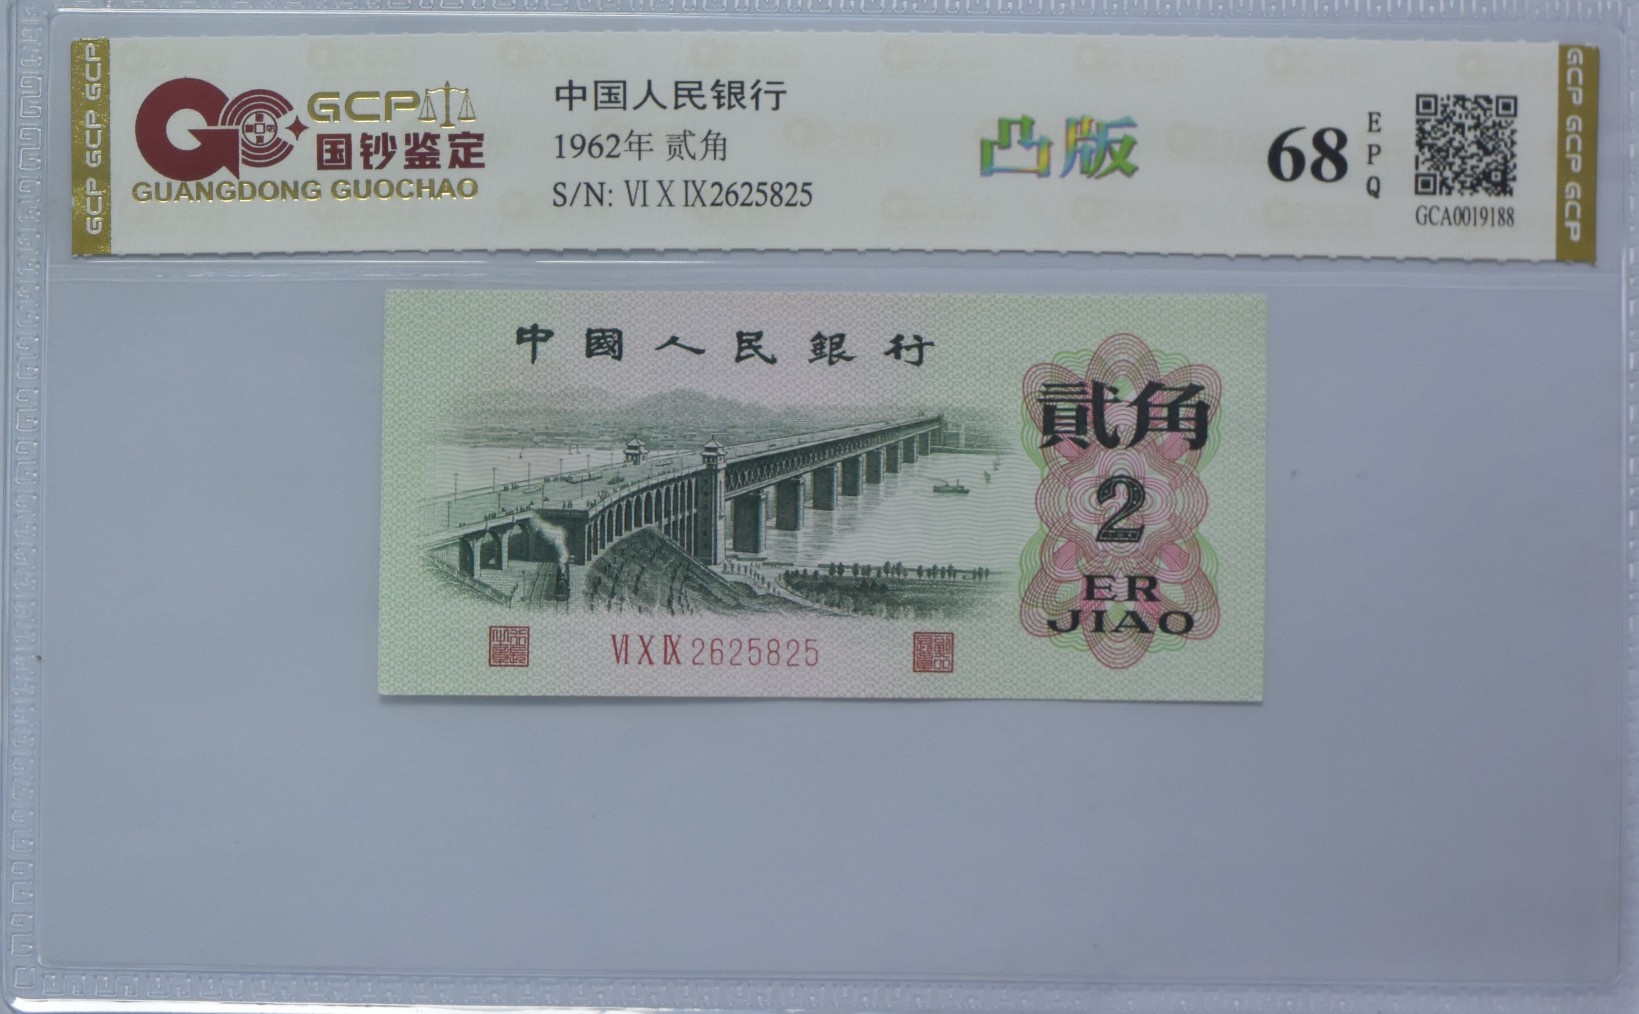 GCP GCP GCP
GCP
国钞鉴定
GUANGDONG GUOCHAO
中国人民银行
1962年 贰角
S/N: Ⅵ Ⅹ Ⅸ2625825
凸版
68
EPQ
GCA0019188
GCP GCP GCP
中國人民銀行
貳角
2
ER
JIAO
Ⅵ Ⅹ Ⅸ 2625825